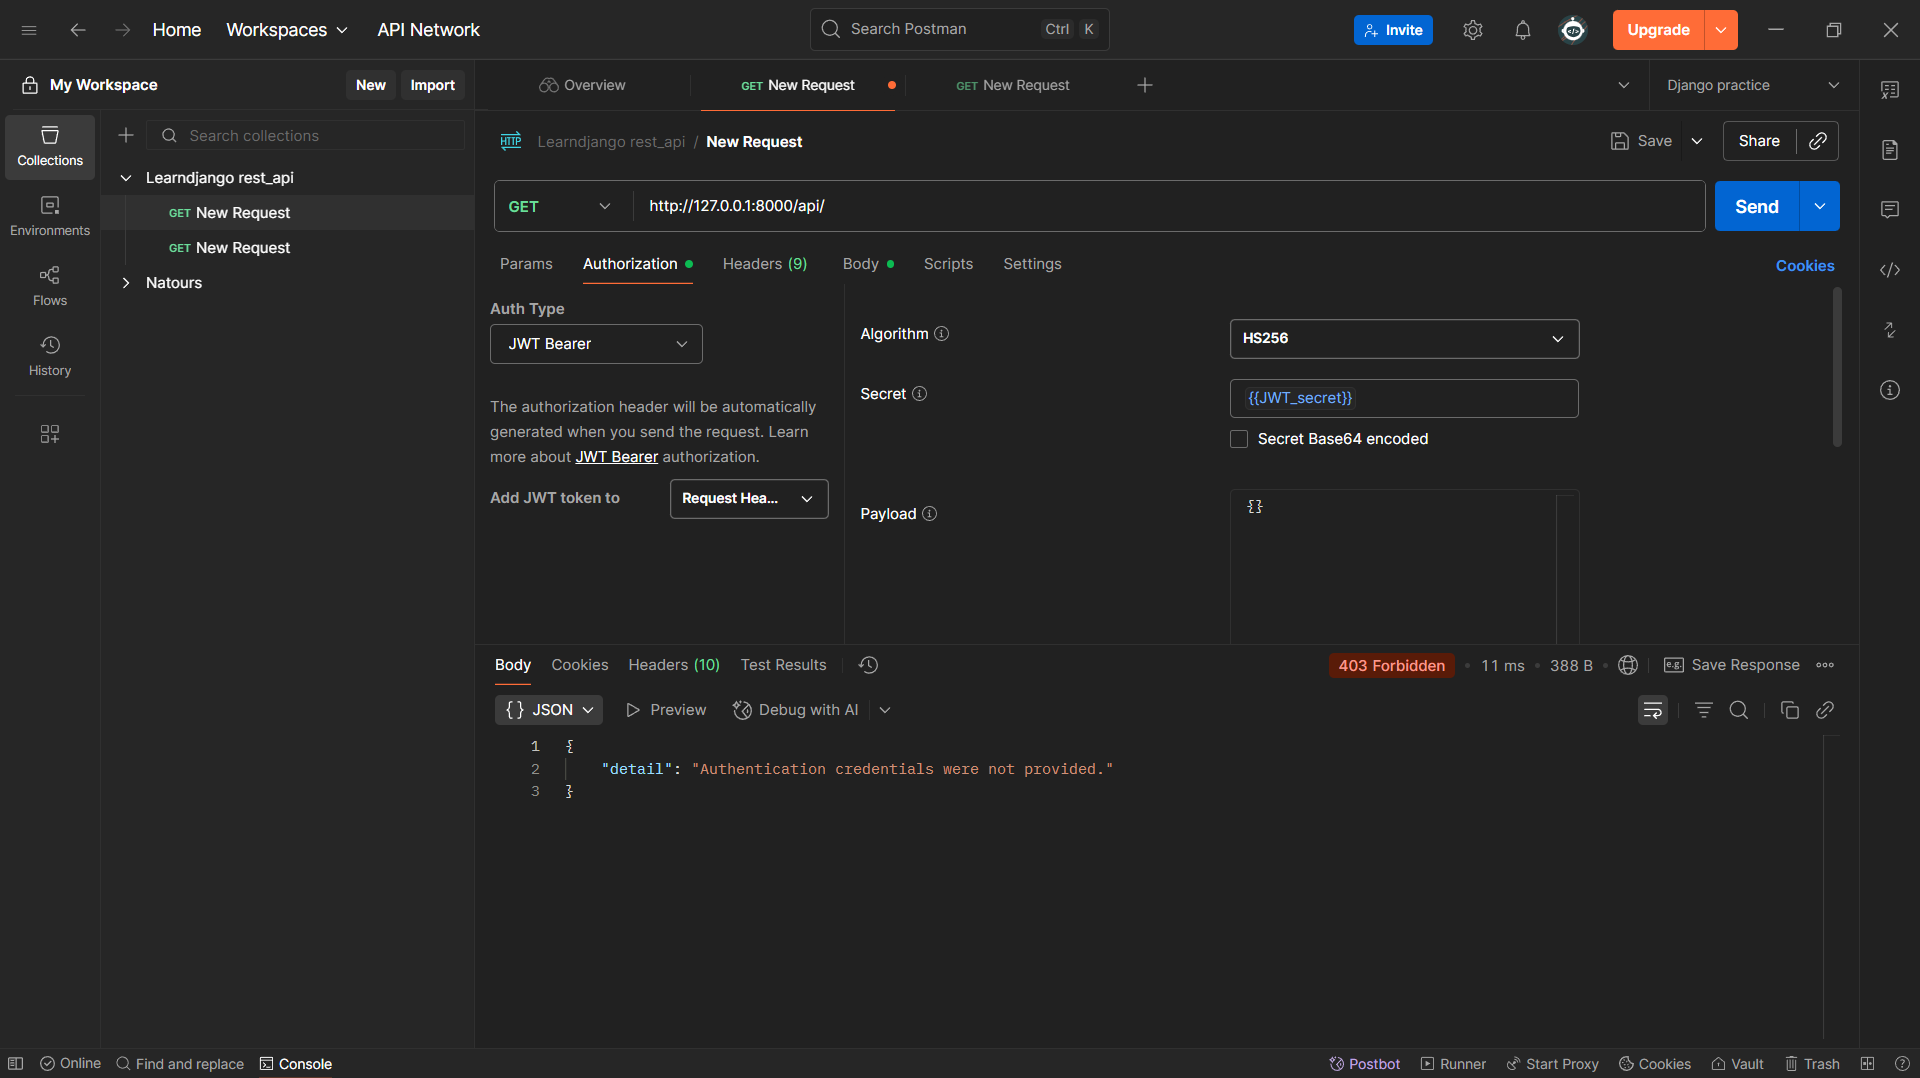 Home Workspaces API Network Search Postman Ctrl K Invite Upgrade
My Workspace New Import Overview GET New Request GET New Request Django practice
Search collections
Collections
Learndjango rest_api
GET New Request
GET New Request
Natours
Environments
Flows
History
HTTP Learndjango rest_api / New Request Save Share
GET http://127.0.0.1:8000/api/ Send
Params Authorization Headers (9) Body Scripts Settings Cookies
Auth Type
JWT Bearer
The authorization header will be automatically
generated when you send the request. Learn
more about JWT Bearer authorization.
Add JWT token to Request Hea...
Algorithm HS256
Secret {{JWT_secret}}
Secret Base64 encoded
Payload {}
Body Cookies Headers (10) Test Results 403 Forbidden • 11 ms • 388 B • e.g. Save Response
{} JSON Preview Debug with AI
1 {
2 "detail": "Authentication credentials were not provided."
3 }
Online Find and replace Console Postbot Runner Start Proxy Cookies Vault Trash